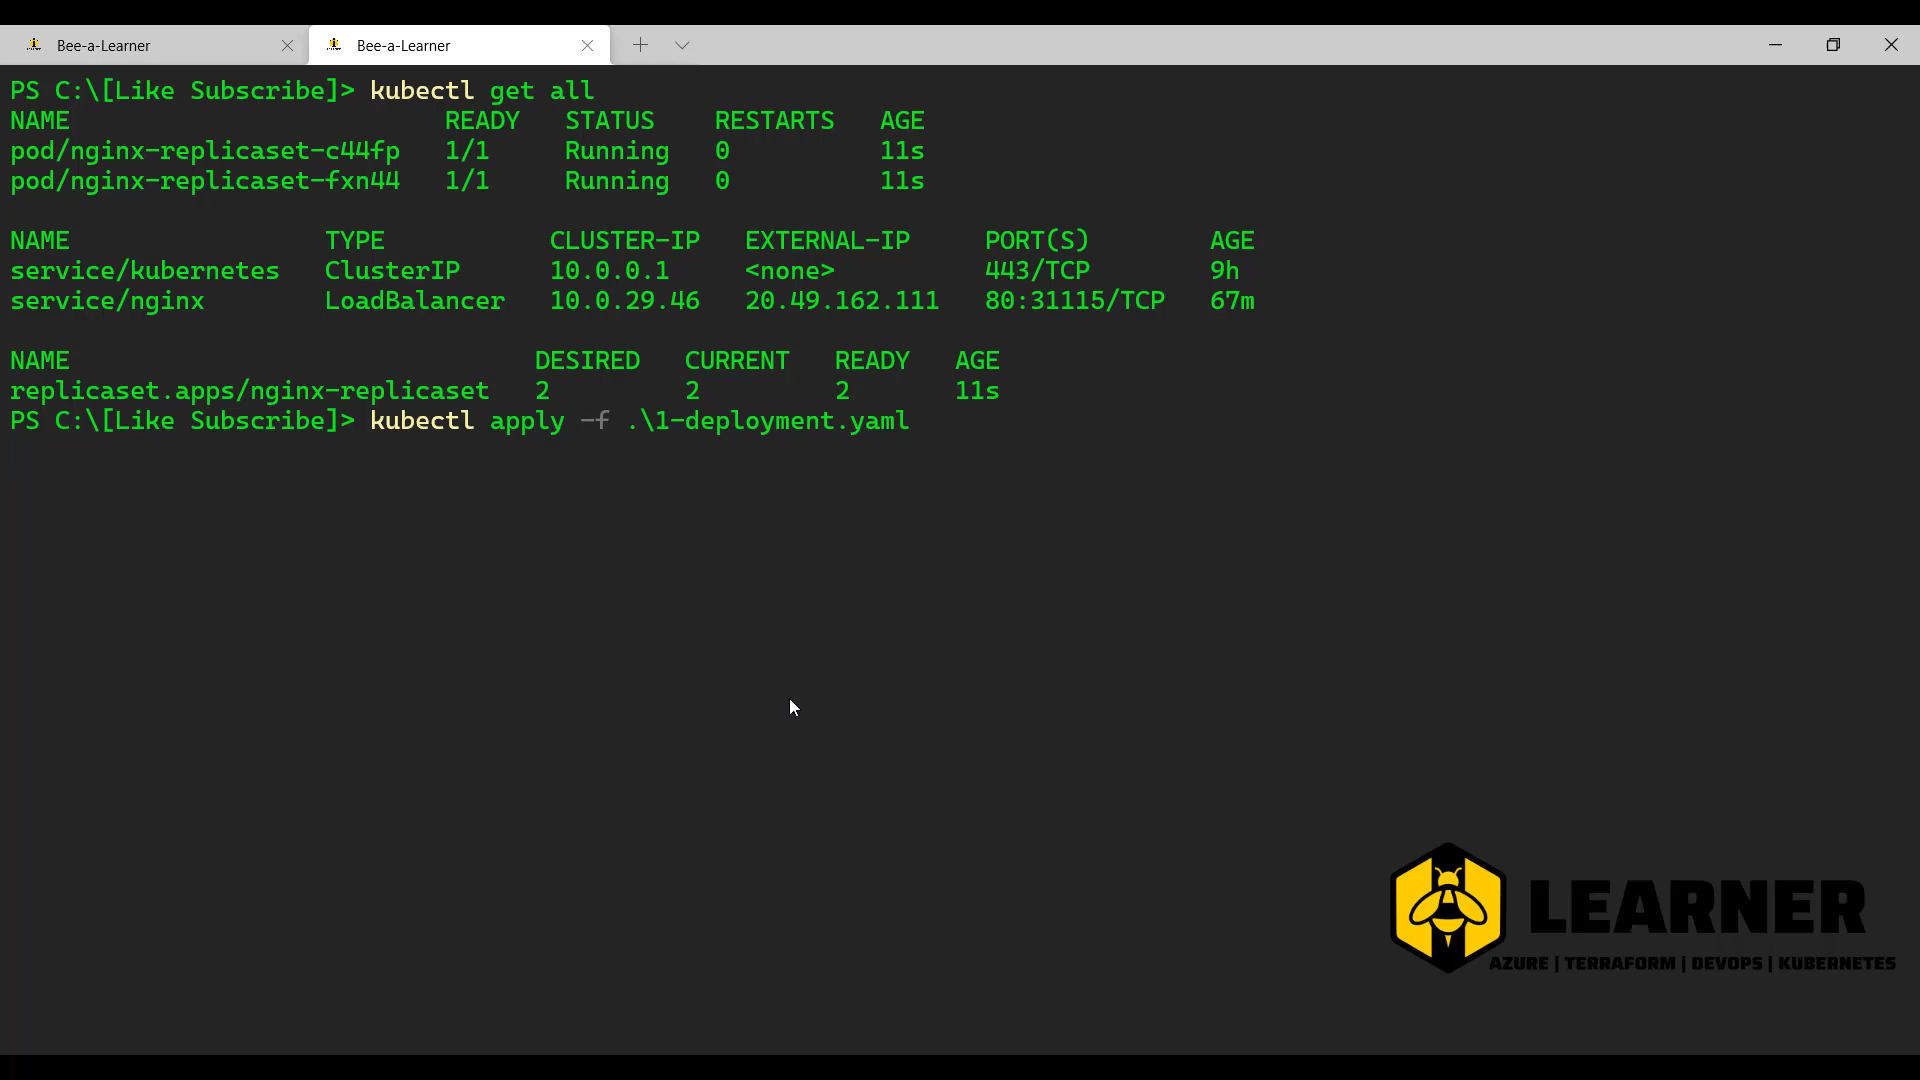 Bee-a-Learner Bee-a-Learner
PS C:\[Like Subscribe]> kubectl get all
NAME READY STATUS RESTARTS AGE
pod/nginx-replicaset-c44fp 1/1 Running 0 11s
pod/nginx-replicaset-fxn44 1/1 Running 0 11s
NAME TYPE CLUSTER-IP EXTERNAL-IP PORT(S) AGE
service/kubernetes ClusterIP 10.0.0.1 <none> 443/TCP 9h
service/nginx LoadBalancer 10.0.29.46 20.49.162.111 80:31115/TCP 67m
NAME DESIRED CURRENT READY AGE
replicaset.apps/nginx-replicaset 2 2 2 11s
PS C:\[Like Subscribe]> kubectl apply -f .\1-deployment.yaml
LEARNER
AZURE | TERRAFORM | DEVOPS | KUBERNETES